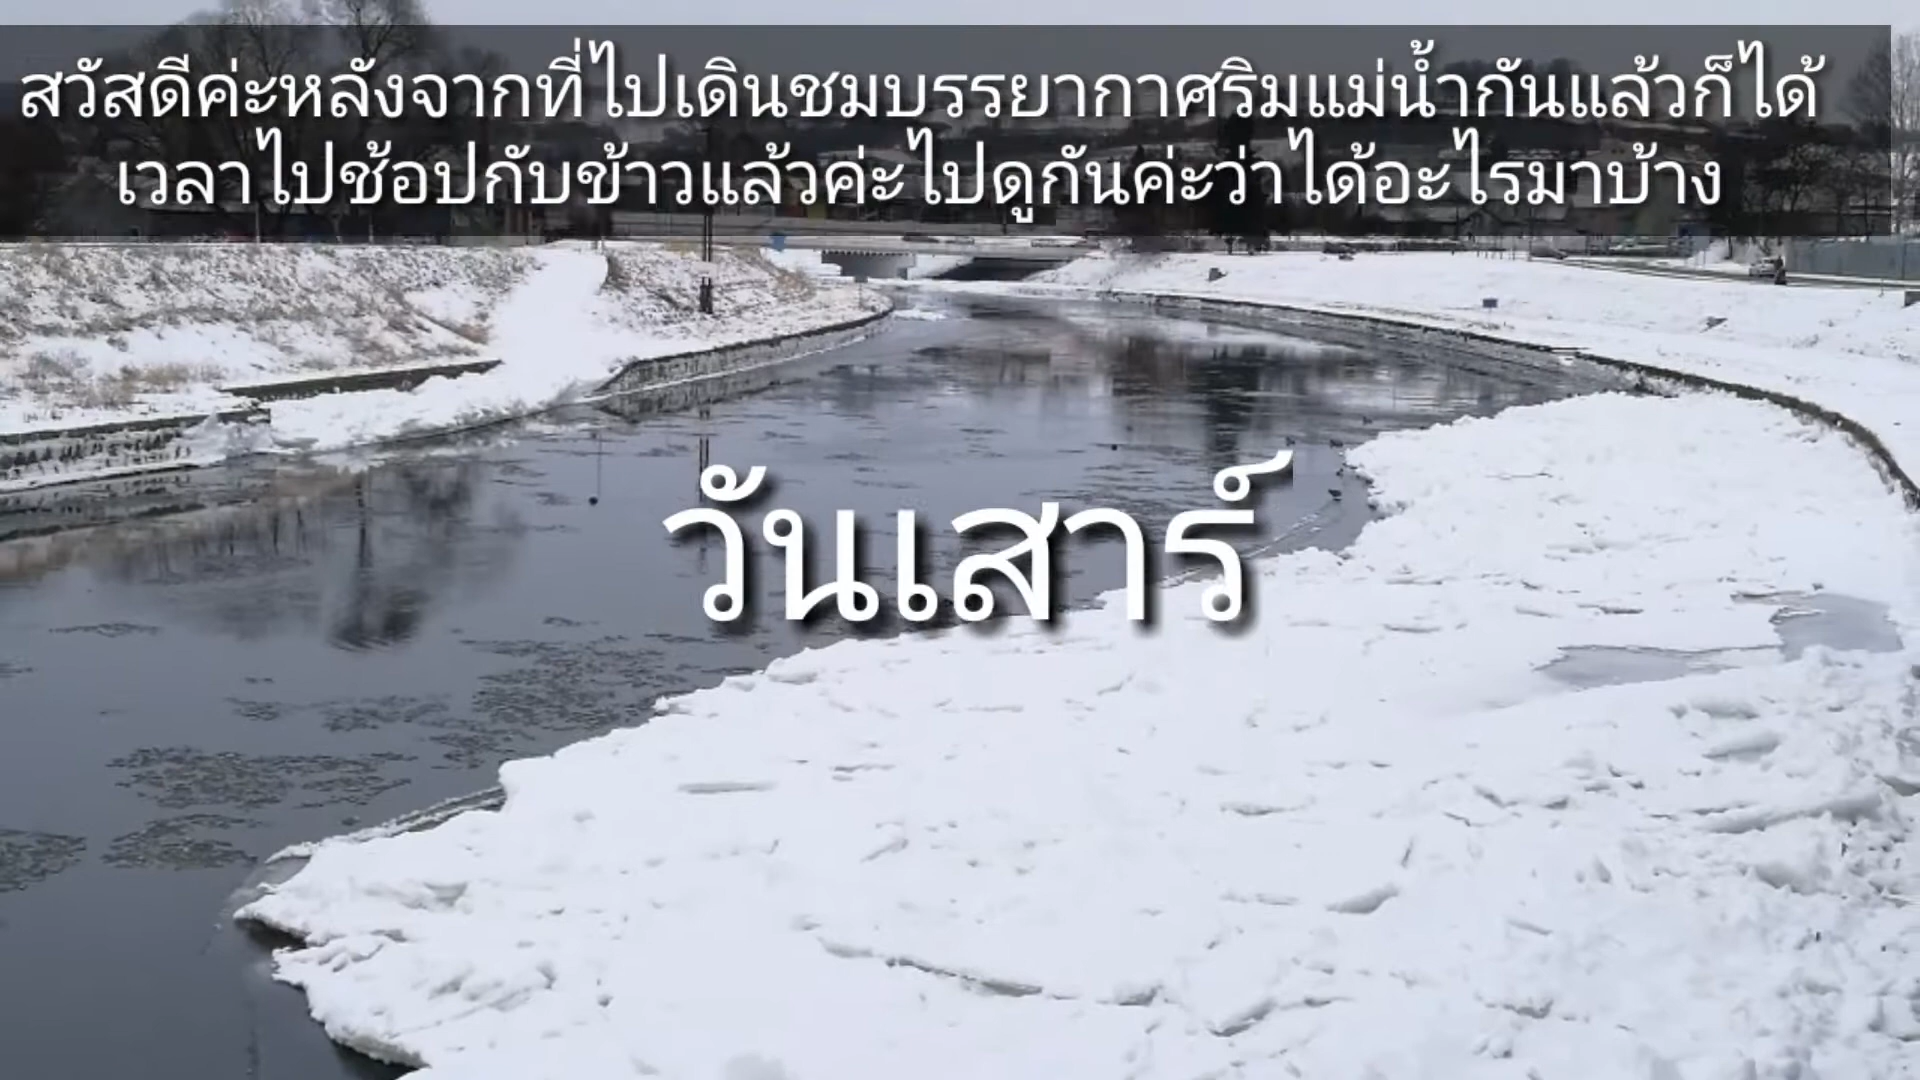 สวัสดีค่ะหลังจากที่ไปเดินชมบรรยากาศริมแม่น้ำกันแล้วก็ได้
เวลาไปช้อปกับข้าวแล้วค่ะไปดูกันค่ะว่าได้อะไรมาบ้าง
วันเสาร์